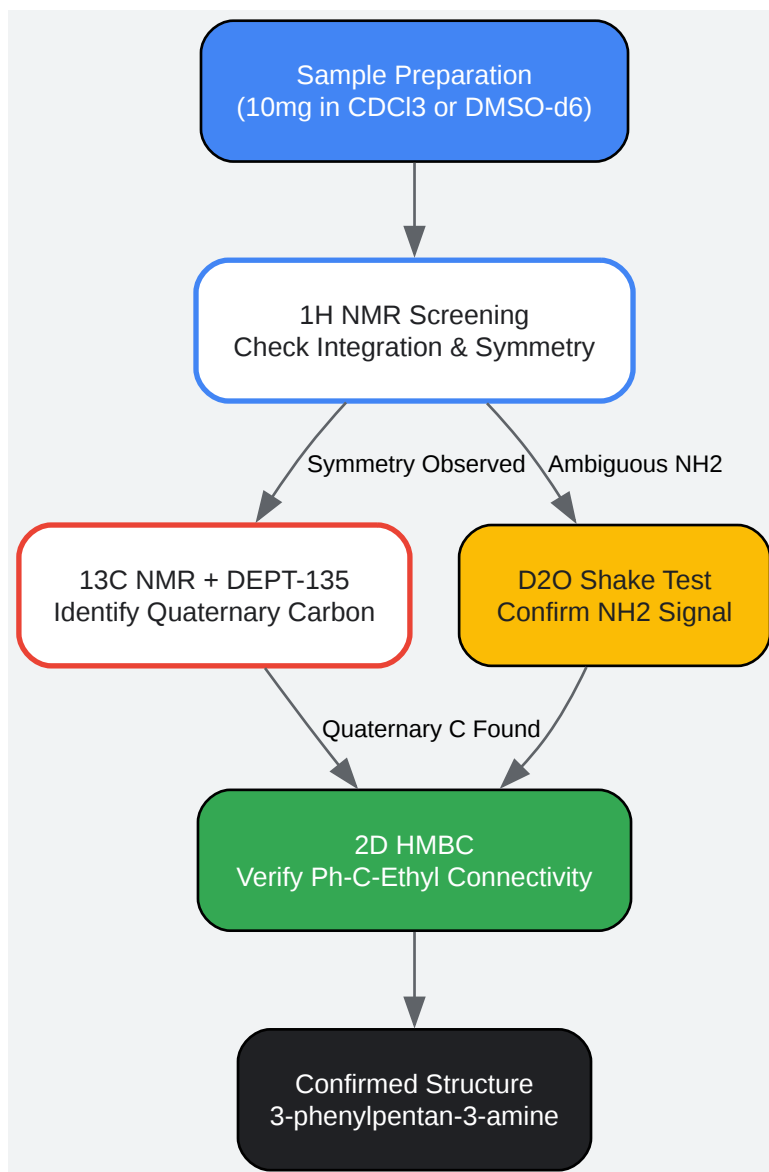 Sample Preparation
(10mg in CDCl3 or DMSO-d6)
1H NMR Screening
Check Integration & Symmetry
Symmetry Observed
Ambiguous NH2
13C NMR + DEPT-135
Identify Quaternary Carbon
D2O Shake Test
Confirm NH2 Signal
Quaternary C Found
2D HMBC
Verify Ph-C-Ethyl Connectivity
Confirmed Structure
3-phenylpentan-3-amine